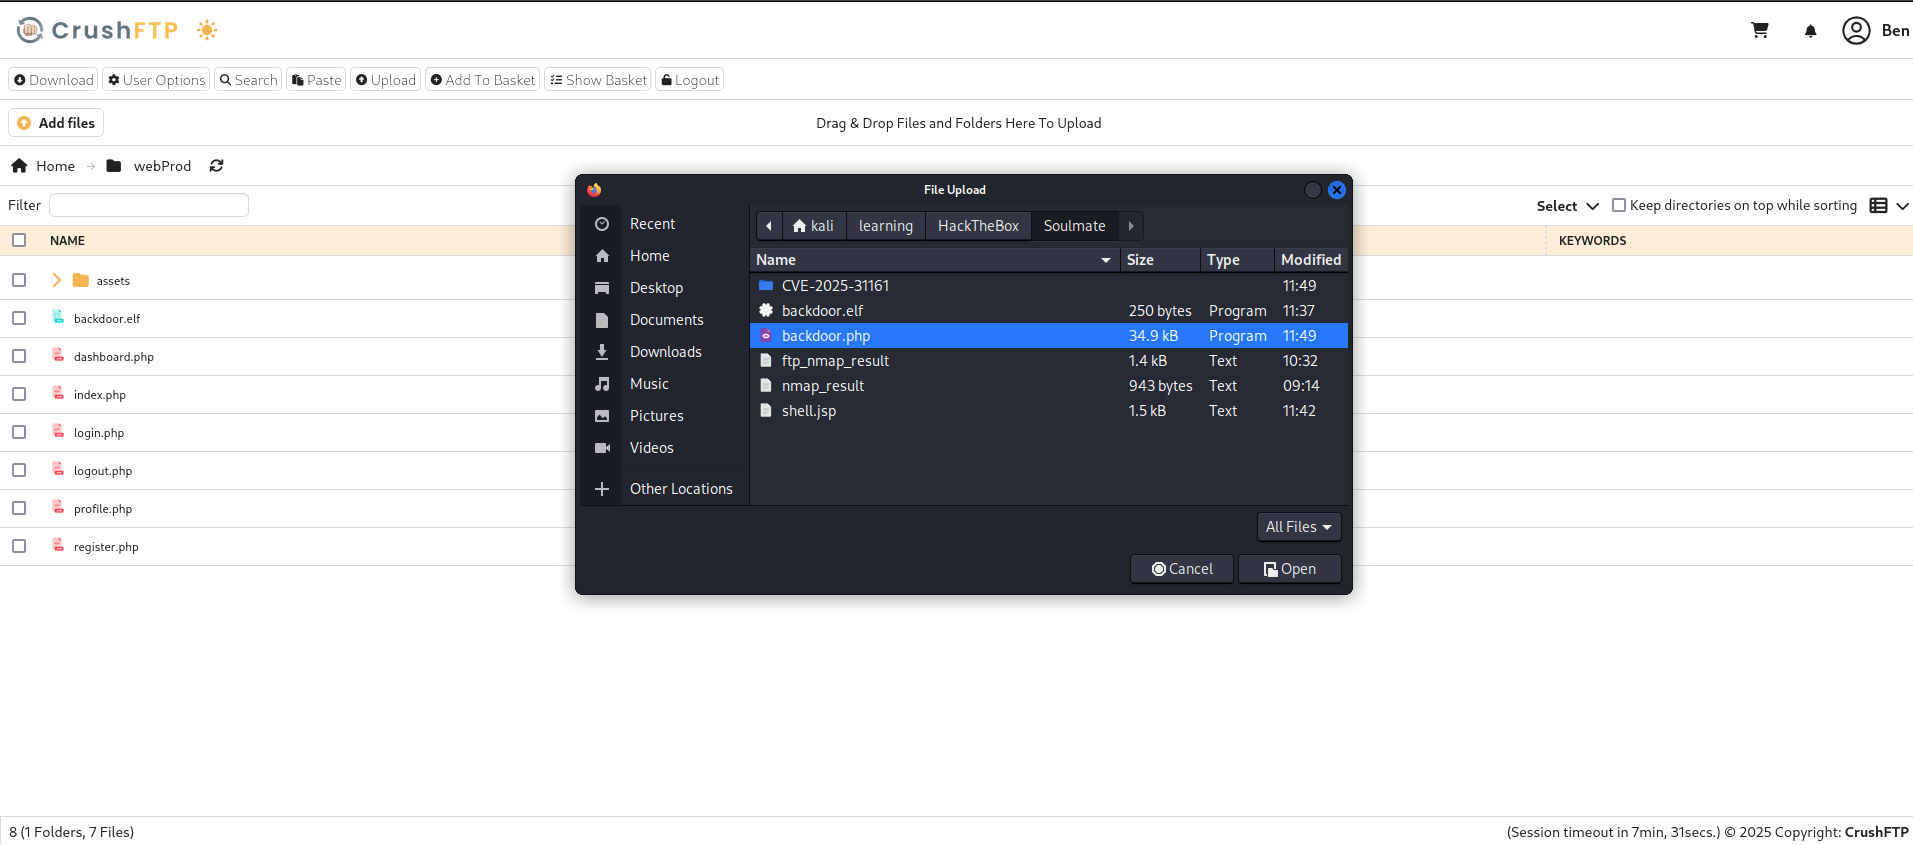 CrushFTP
Ben
Download User Options Search Paste Upload Add To Basket Show Basket Logout
Add files
Drag & Drop Files and Folders Here To Upload
Home webProd
Filter
Select Keep directories on top while sorting
NAME KEYWORDS
assets
backdoor.elf
dashboard.php
index.php
login.php
logout.php
profile.php
register.php
File Upload
Recent
Home
Desktop
Documents
Downloads
Music
Pictures
Videos
Other Locations
kali learning HackTheBox Soulmate
Name Size Type Modified
CVE-2025-31161 11:49
backdoor.elf 250 bytes Program 11:37
backdoor.php 34.9 kB Program 11:49
ftp_nmap_result 1.4 kB Text 10:32
nmap_result 943 bytes Text 09:14
shell.jsp 1.5 kB Text 11:42
All Files
Cancel Open
8 (1 Folders, 7 Files)
(Session timeout in 7min, 31secs.) © 2025 Copyright: CrushFTP